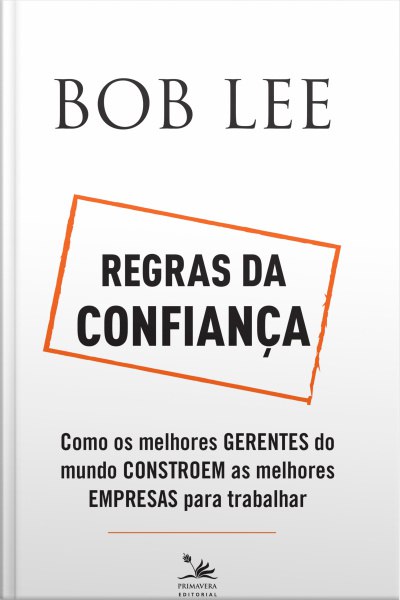 BOB LEE
REGRAS DA
CONFIANÇA
Como os melhores GERENTES do
mundo CONSTROEM as melhores
EMPRESAS para trabalhar
PRIMAVERA
EDITORIAL